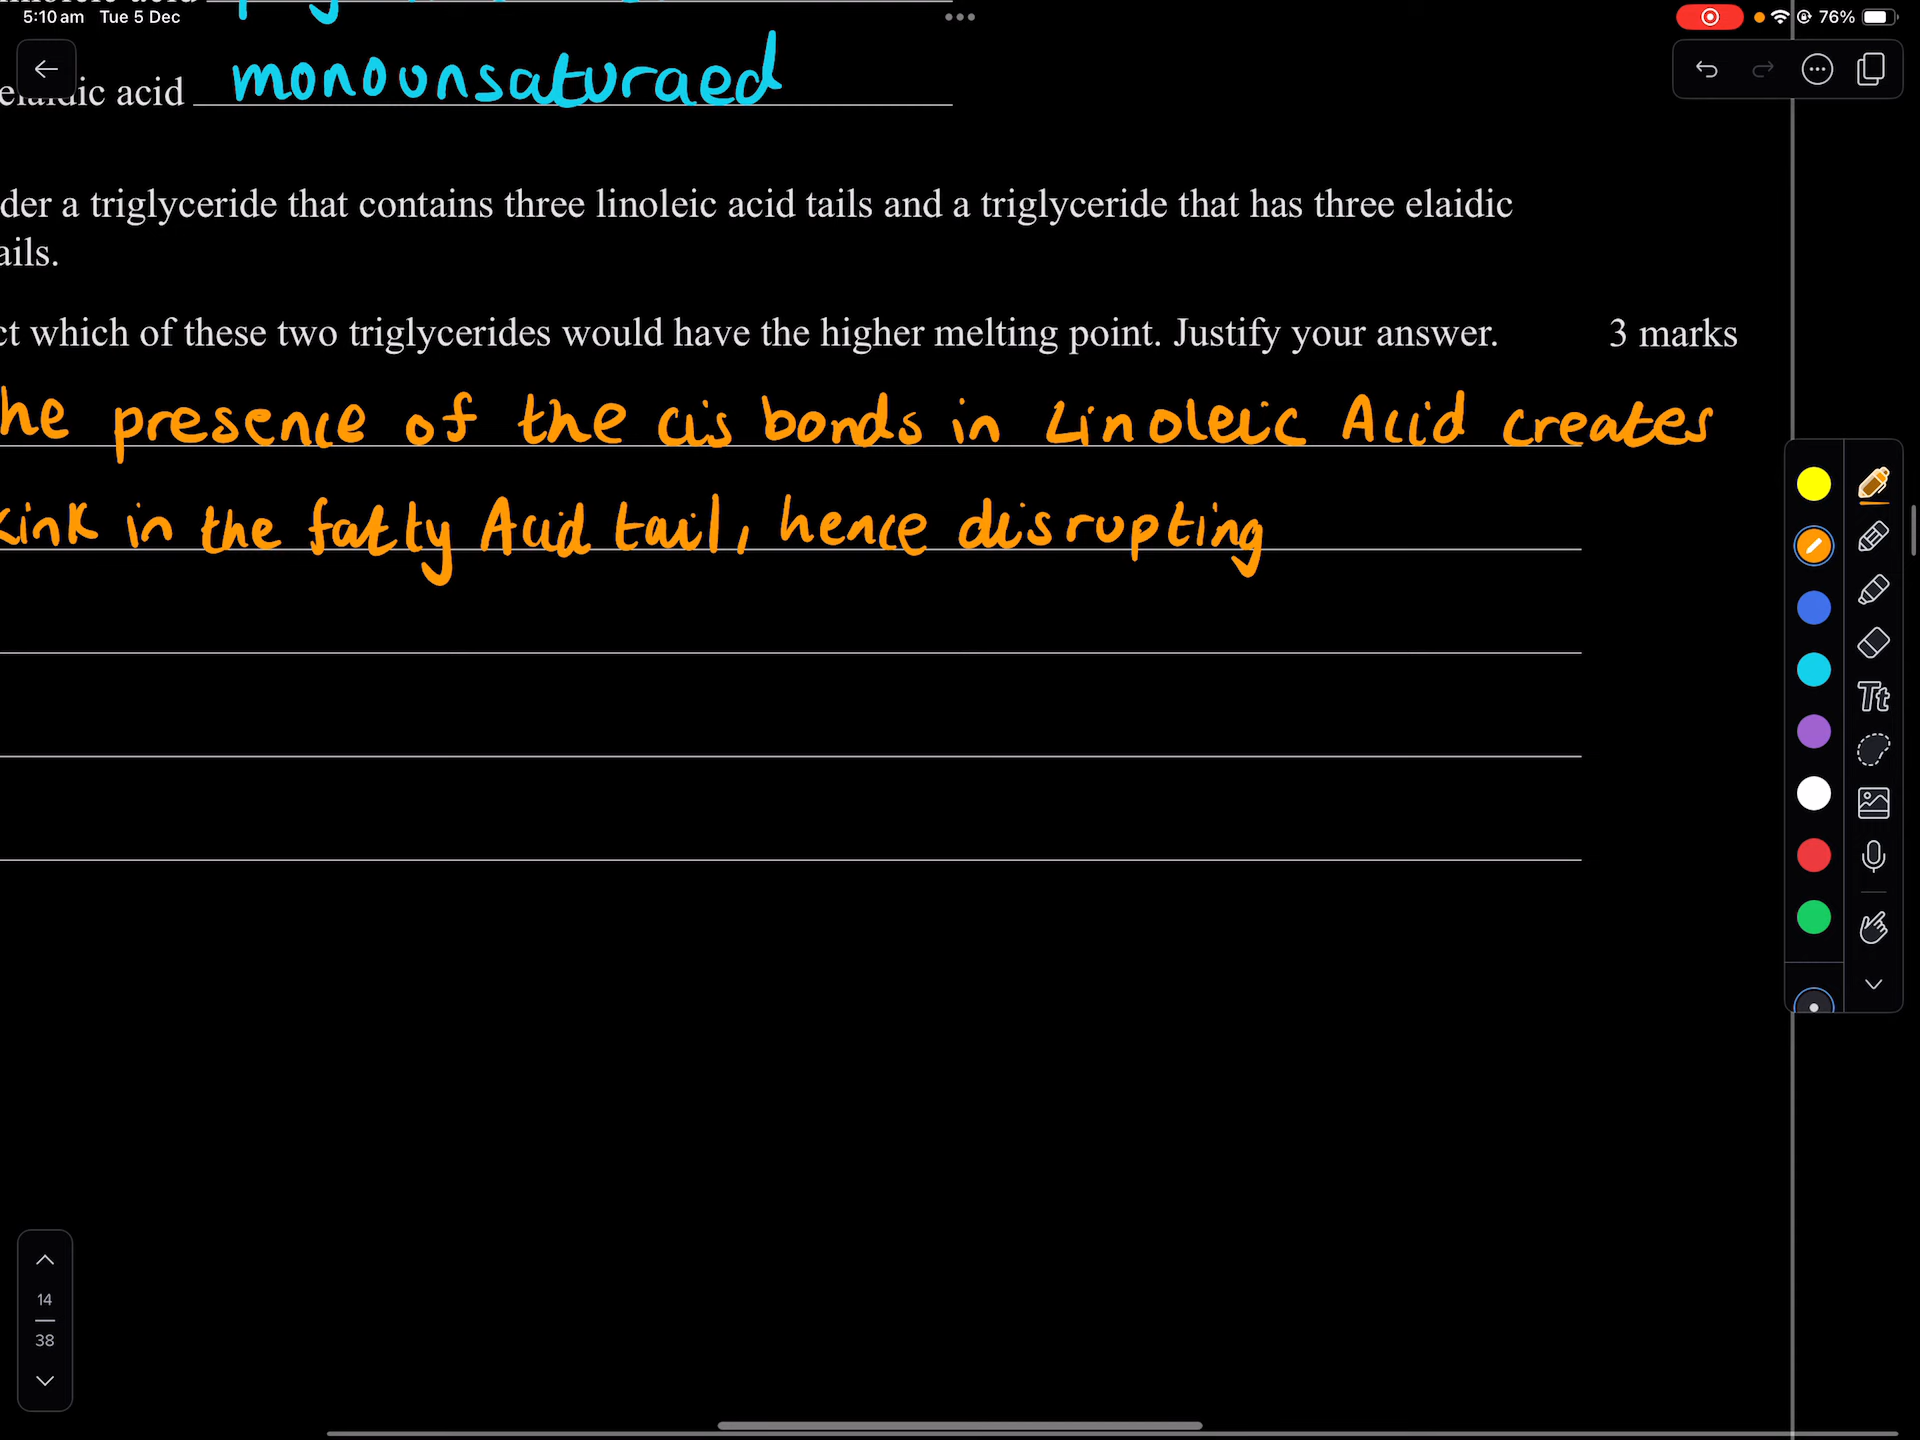 5:10 am Tue 5 Dec
76%
elaidic acid monounsaturaed
der a triglyceride that contains three linoleic acid tails and a triglyceride that has three elaidic
ails.
ct which of these two triglycerides would have the higher melting point. Justify your answer. 3 marks
he presence of the cis bonds in Linoleic Acid creates
kink in the fatty Acid tail, hence disrupting
Tt
14
38